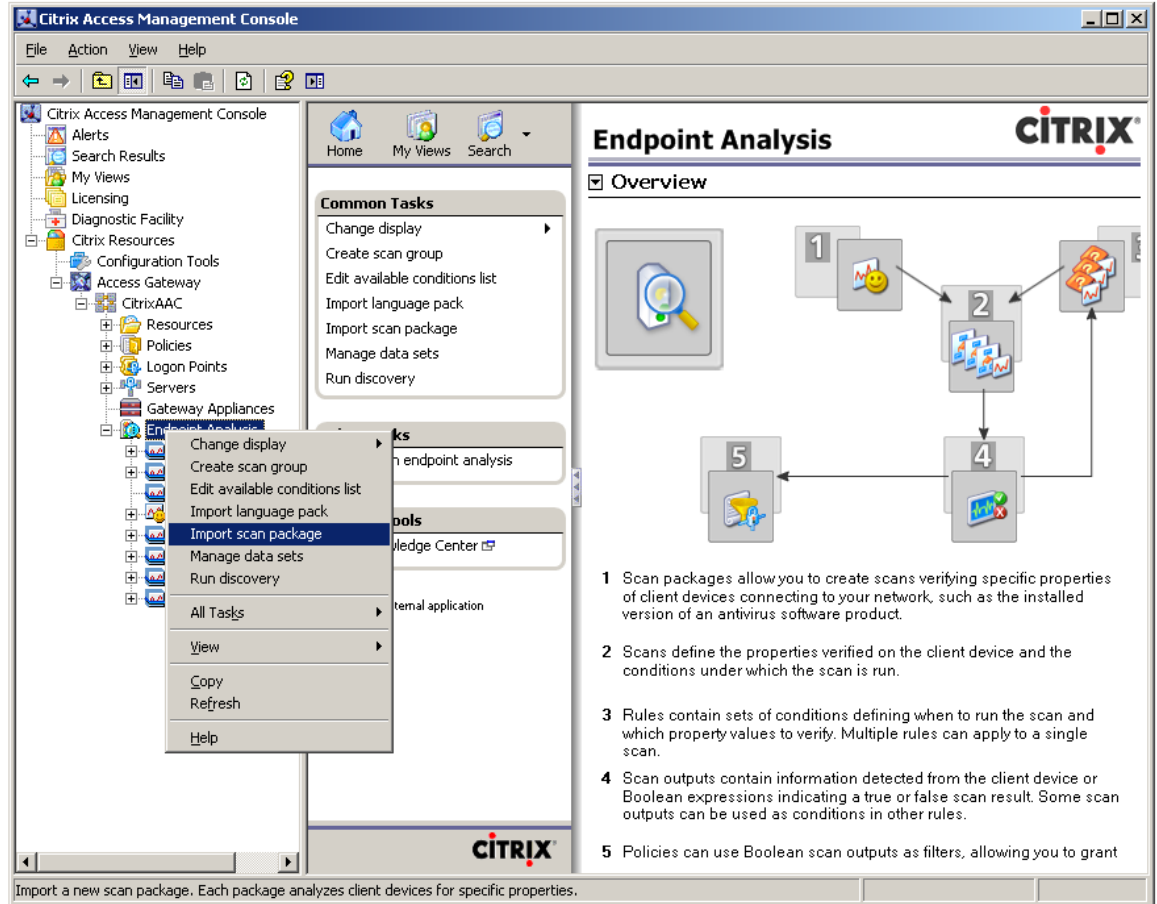 Citrix Access Management Console
File Action View Help
Citrix Access Management Console
Alerts
Search Results
My Views
Licensing
Diagnostic Facility
Citrix Resources
Configuration Tools
Access Gateway
CitrixAAC
Resources
Policies
Logon Points
Servers
Gateway Appliances
Endpoint Analysis
Change display
Create scan group
Edit available conditions list
Import language pack
Import scan package
Manage data sets
Run discovery
All Tasks
View
Copy
Refresh
Help
Home My Views Search
Common Tasks
Change display
Create scan group
Edit available conditions list
Import language pack
Import scan package
Manage data sets
Run discovery
ks
n endpoint analysis
ools
ledge Center
ternal application
CITRIX
Endpoint Analysis
CITRIX
Overview
1
2
4
5
1 Scan packages allow you to create scans verifying specific properties
of client devices connecting to your network, such as the installed
version of an antivirus software product.
2 Scans define the properties verified on the client device and the
conditions under which the scan is run.
3 Rules contain sets of conditions defining when to run the scan and
which property values to verify. Multiple rules can apply to a single
scan.
4 Scan outputs contain information detected from the client device or
Boolean expressions indicating a true or false scan result. Some scan
outputs can be used as conditions in other rules.
5 Policies can use Boolean scan outputs as filters, allowing you to grant
Import a new scan package. Each package analyzes client devices for specific properties.